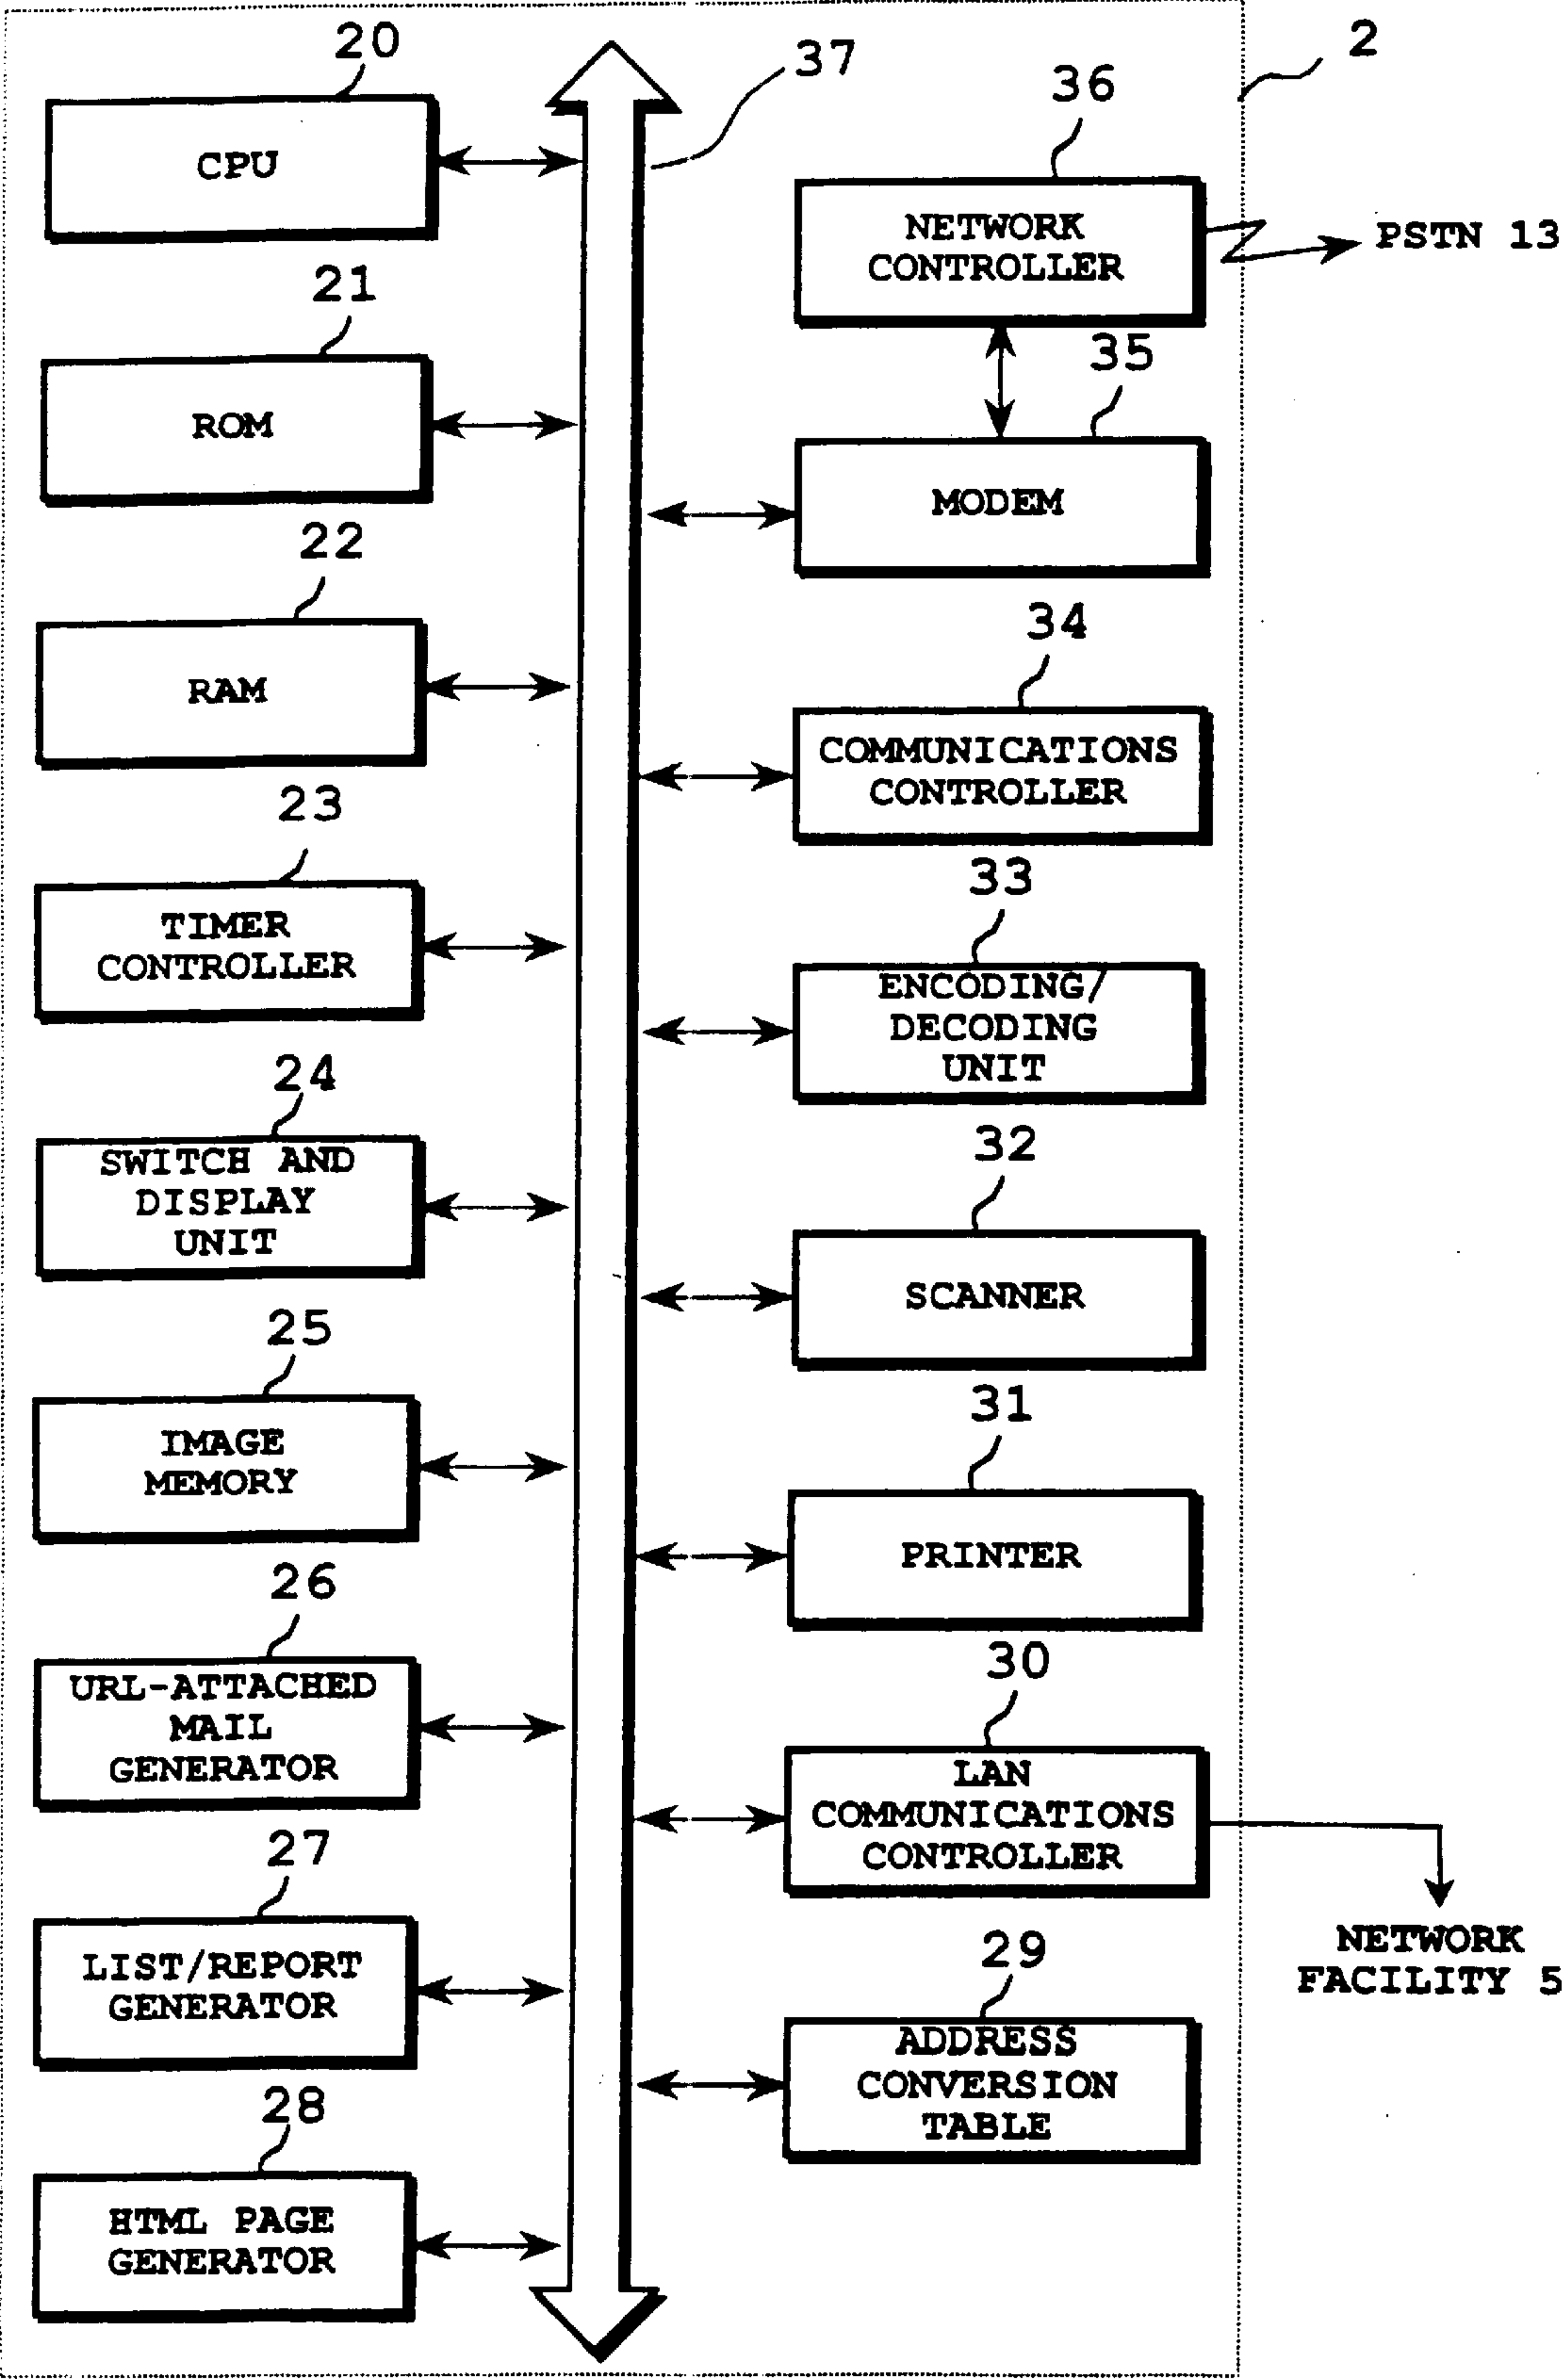 2
37
20
CPU
21
ROM
22
RAM
23
TIMER
CONTROLLER
24
SWITCH AND
DISPLAY
UNIT
25
IMAGE
MEMORY
26
URL-ATTACHED
MAIL
GENERATOR
27
LIST/REPORT
GENERATOR
28
HTML PAGE
GENERATOR
36
NETWORK
CONTROLLER
PSTN 13
35
MODEM
34
COMMUNICATIONS
CONTROLLER
33
ENCODING/
DECODING
UNIT
32
SCANNER
31
PRINTER
30
LAN
COMMUNICATIONS
CONTROLLER
NETWORK
FACILITY 5
29
ADDRESS
CONVERSION
TABLE